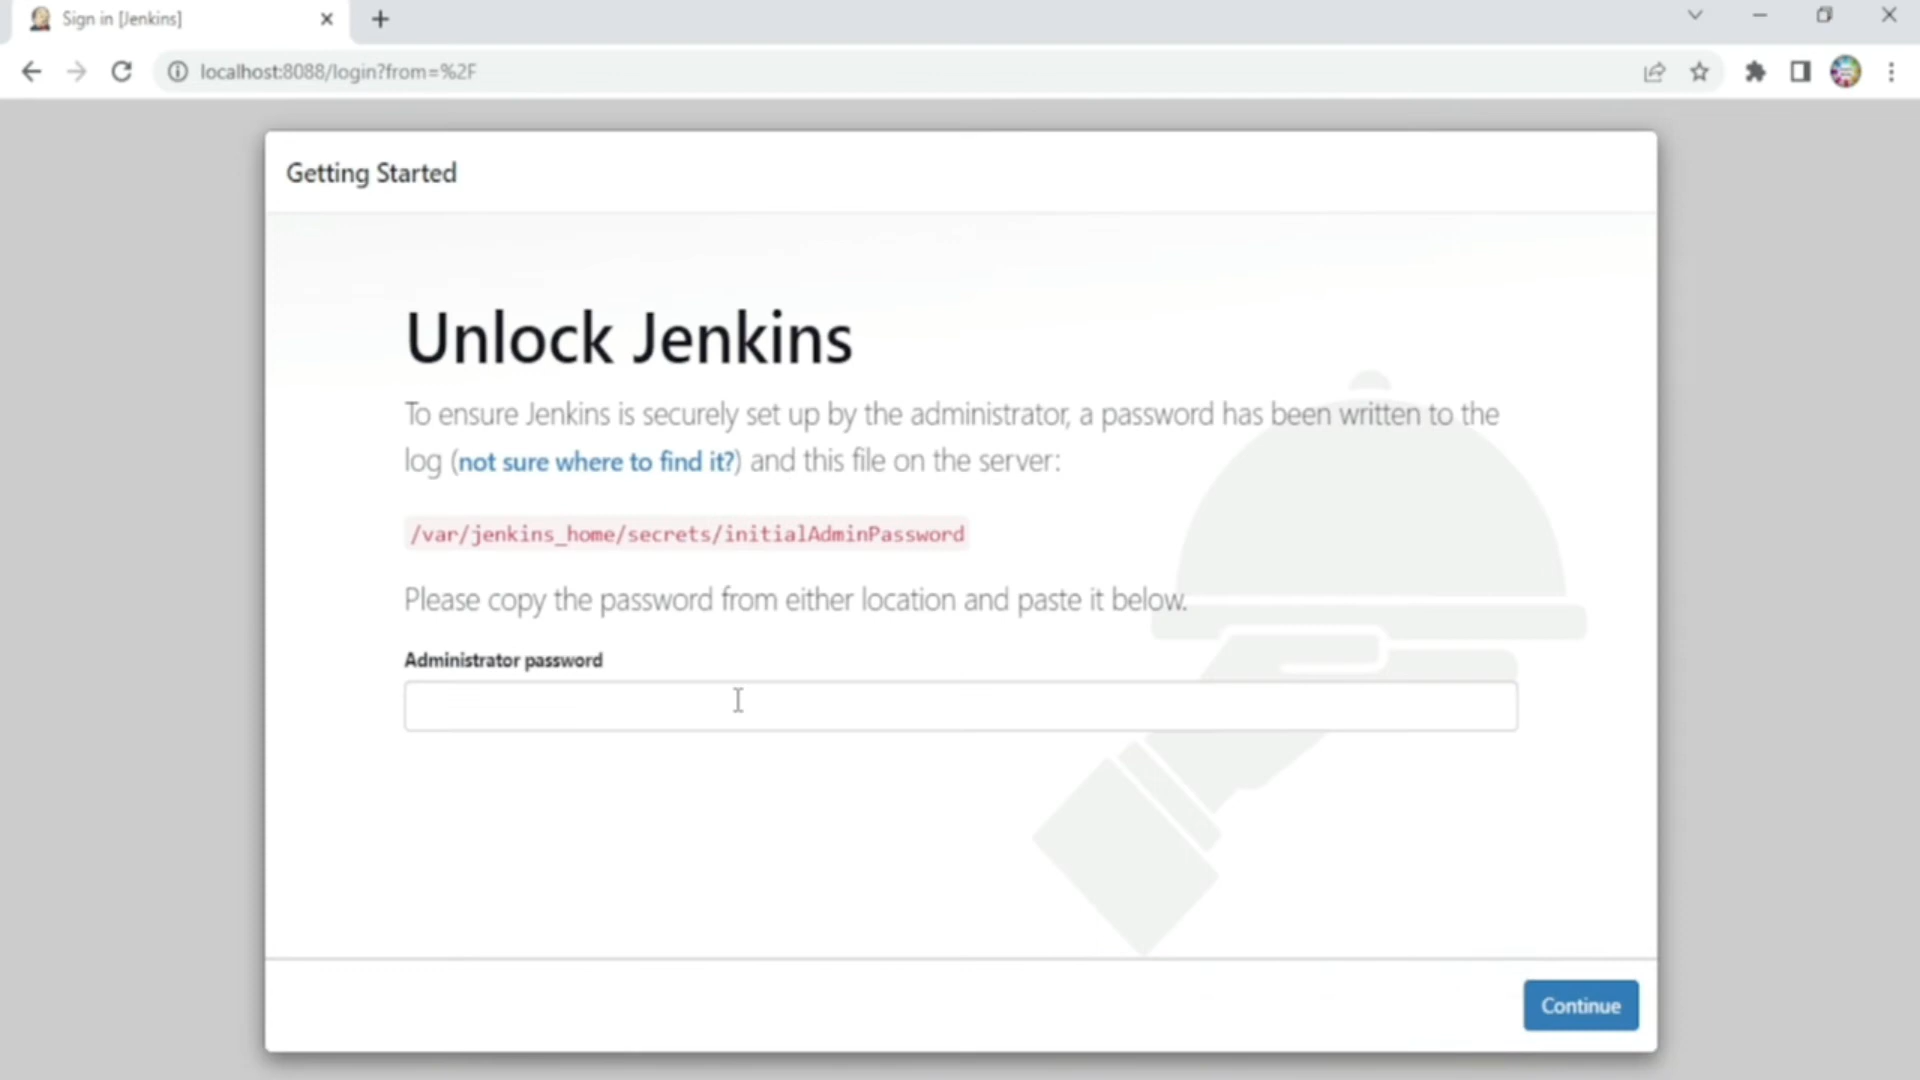 Sign in [Jenkins]
localhost:8088/login?from=%2F
Getting Started
Unlock Jenkins
To ensure Jenkins is securely set up by the administrator, a password has been written to the
log (not sure where to find it?) and this file on the server:
/var/jenkins_home/secrets/initialAdminPassword
Please copy the password from either location and paste it below.
Administrator password
Continue